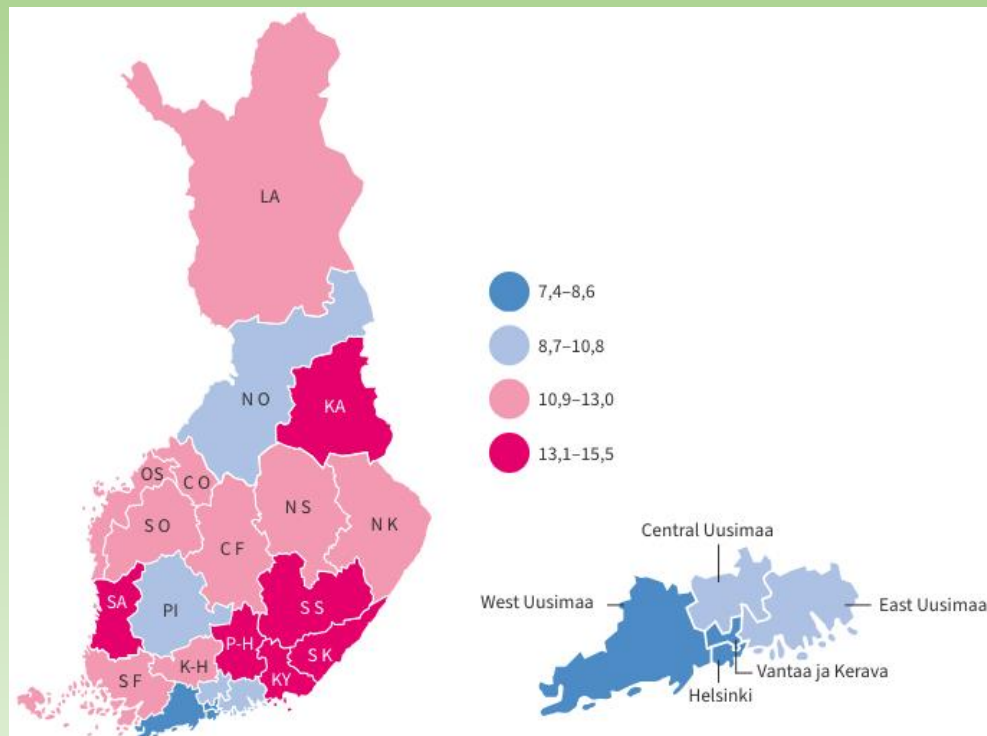 LA
7,4–8,6
8,7–10,8
N O
KA
10,9–13,0
13,1–15,5
OS
C O
S O
N S
N K
C F
SA
PI
S S
P-H
S K
K-H
S F
KY
Central Uusimaa
West Uusimaa
East Uusimaa
Vantaa ja Kerava
Helsinki